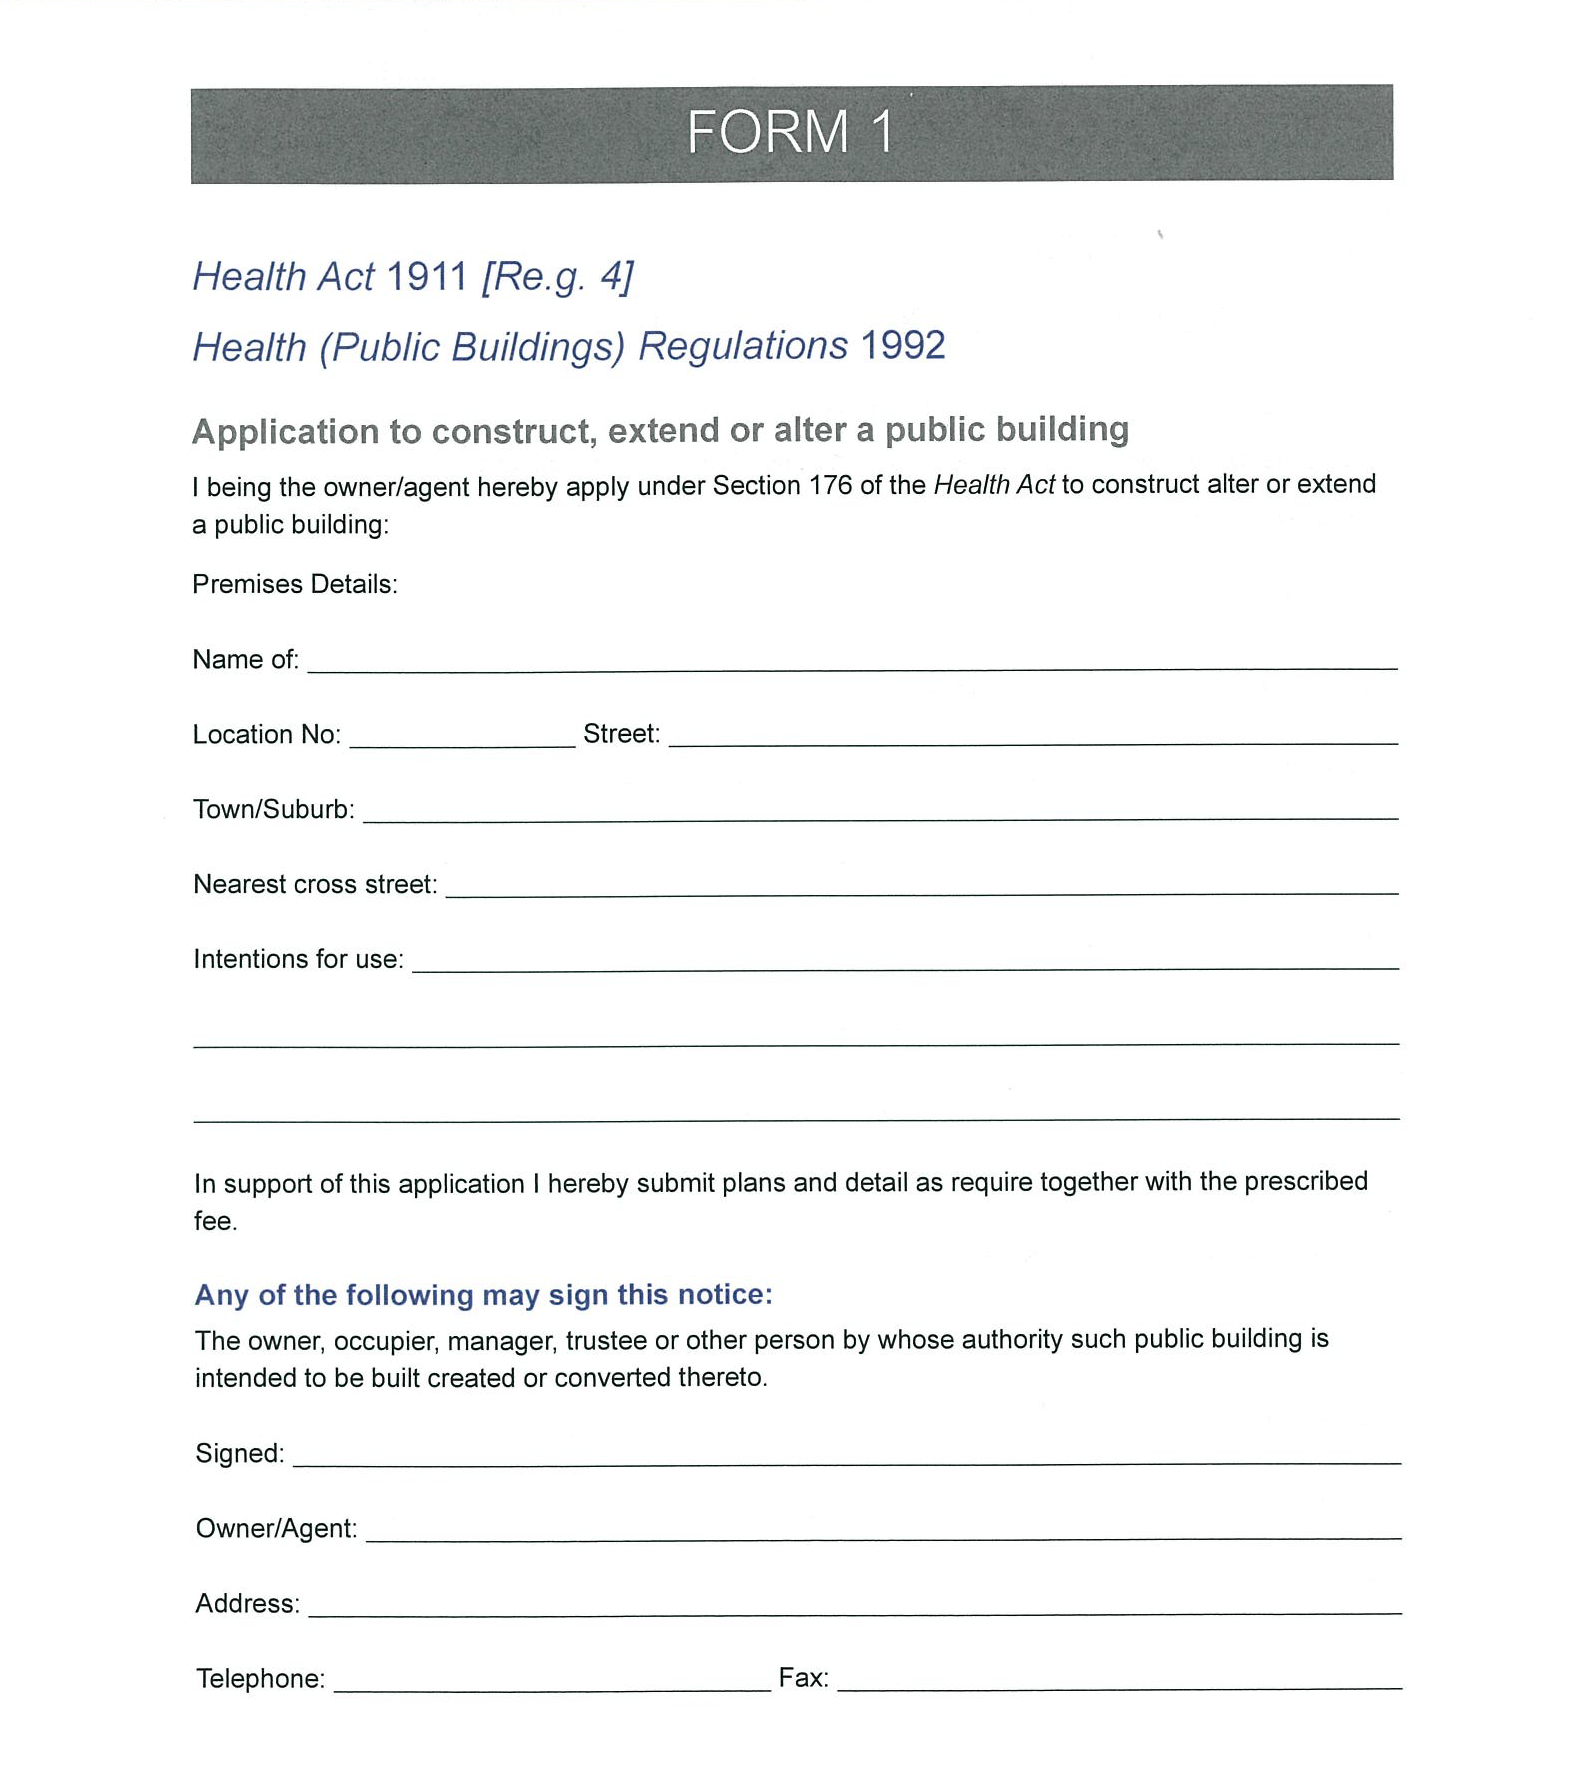 FORM 1
Health Act 1911 [Re.g. 4]
Health (Public Buildings) Regulations 1992
Application to construct, extend or alter a public building
I being the owner/agent hereby apply under Section 176 of the Health Act to construct alter or extend
a public building:
Premises Details:
Name of:
Location No: Street:
Town/Suburb:
Nearest cross street:
Intentions for use:
In support of this application I hereby submit plans and detail as require together with the prescribed
fee.
Any of the following may sign this notice:
The owner, occupier, manager, trustee or other person by whose authority such public building is
intended to be built created or converted thereto.
Signed:
Owner/Agent:
Address:
Telephone: Fax: